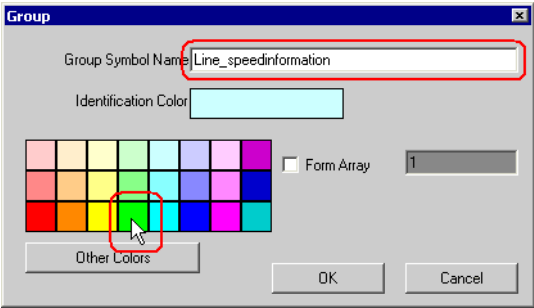 Group
Group Symbol Name Line_speedinformation
Identification Color
Form Array 1
Other Colors
OK Cancel